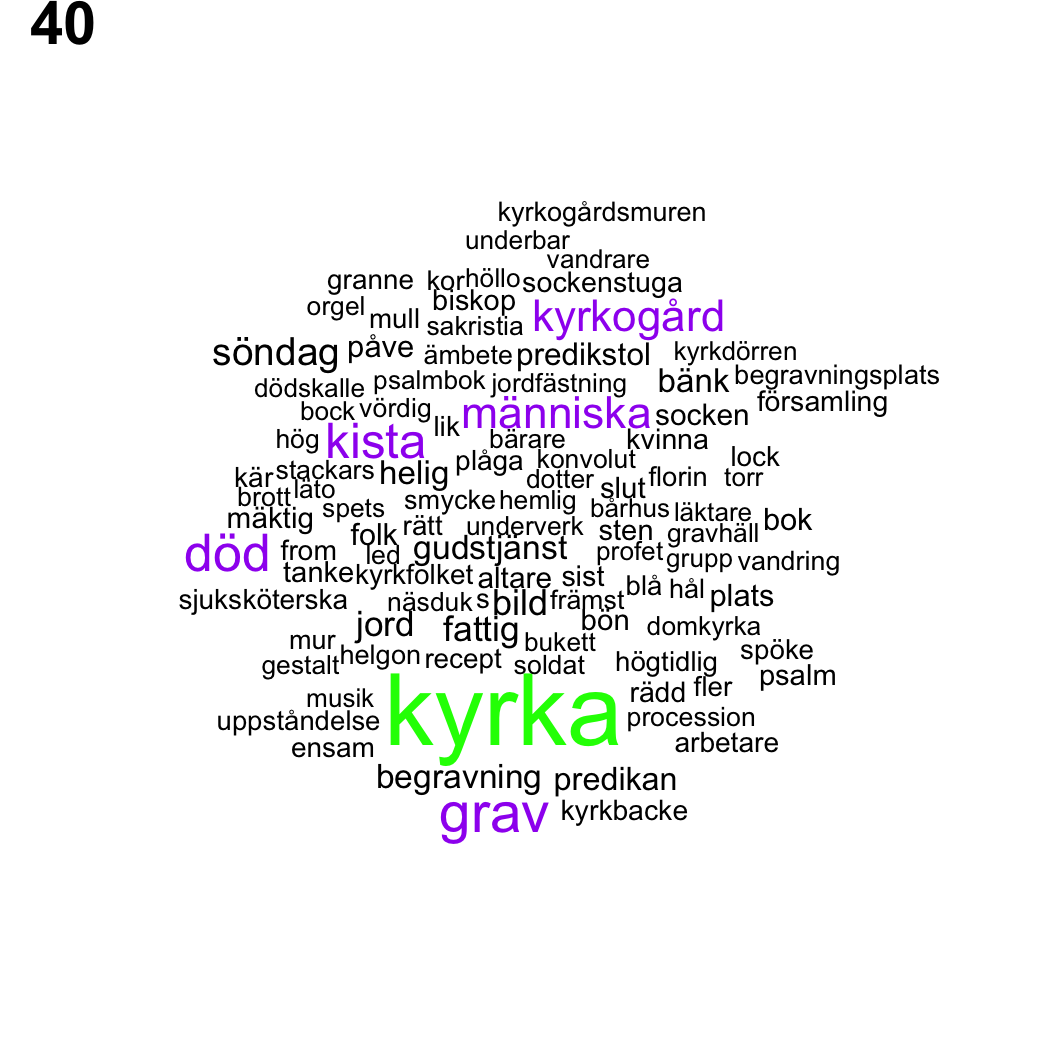 40
kyrkogårdsmuren
underbar
vandrare
granne korhöllo sockenstuga
orgel mull biskop
sakristia kyrkogård
söndag påve ämbete predikstol kyrkdörren
dödskalle psalmbok jordfästning bänk begravningsplats
bock vördig lik människa socken församling
hög kista bärare kvinna
kär stackars helig plåga konvolut lock
brott läto dotter florin torr
mäktig spets smycke hemlig slut bårhus läktare bok
folk rätt underverk sten gravhäll
död from led gudstjänst profet grupp vandring
tanke kyrkfolket altare sist blå hål plats
sjuksköterska näsduk s bild främst
jord fattig bön domkyrka
mur bukett spöke
gestalt helgon recept soldat högtidlig psalm
musik kyrka rädd fler
uppståndelse procession
ensam arbetare
begravning predikan
grav kyrkbacke